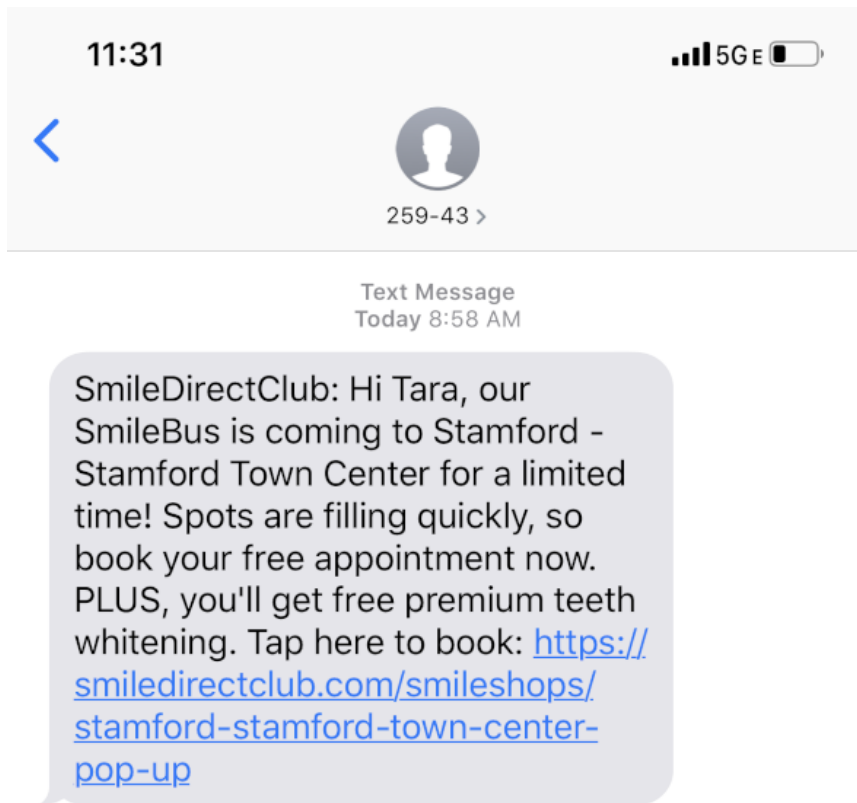 11:31
5G E
259-43
Text Message
Today 8:58 AM
SmileDirectClub: Hi Tara, our
SmileBus is coming to Stamford -
Stamford Town Center for a limited
time! Spots are filling quickly, so
book your free appointment now.
PLUS, you'll get free premium teeth
whitening. Tap here to book: https://
smiledirectclub.com/smileshops/
stamford-stamford-town-center-
pop-up